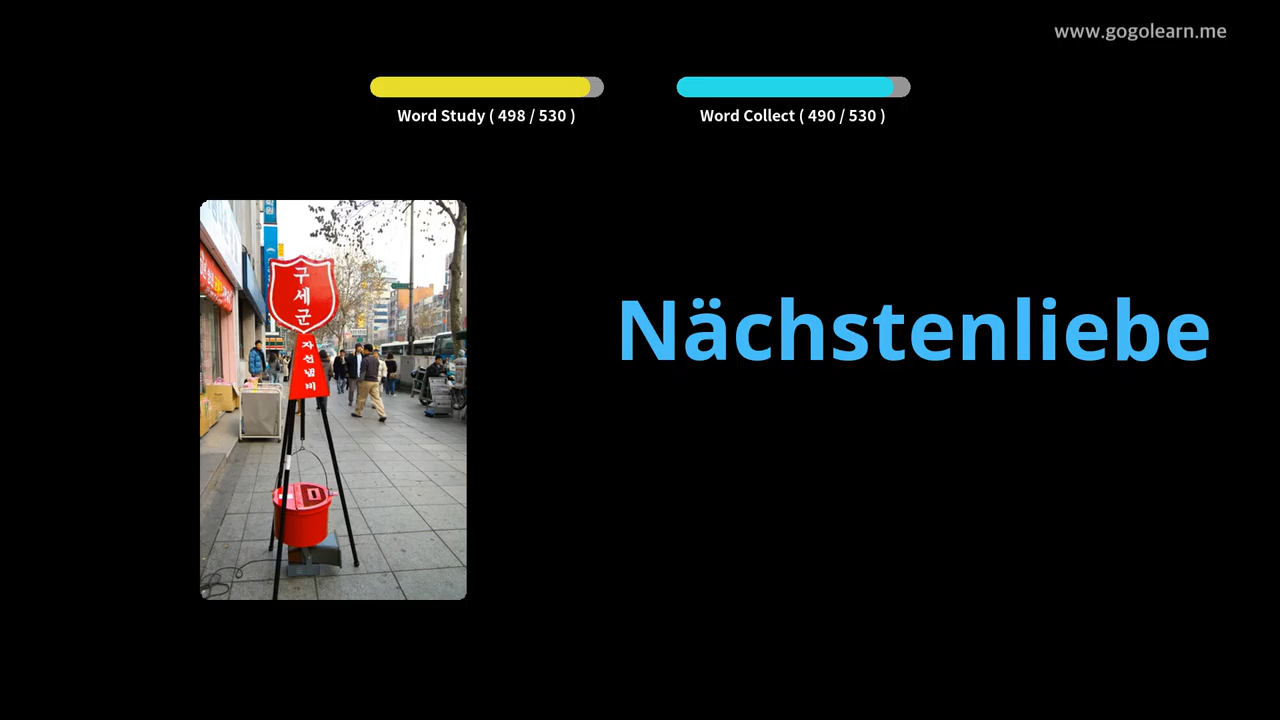 www.gogolearn.me
Word Study ( 498 / 530 )
Word Collect ( 490 / 530 )
Nächstenliebe
구세군
자선냄비